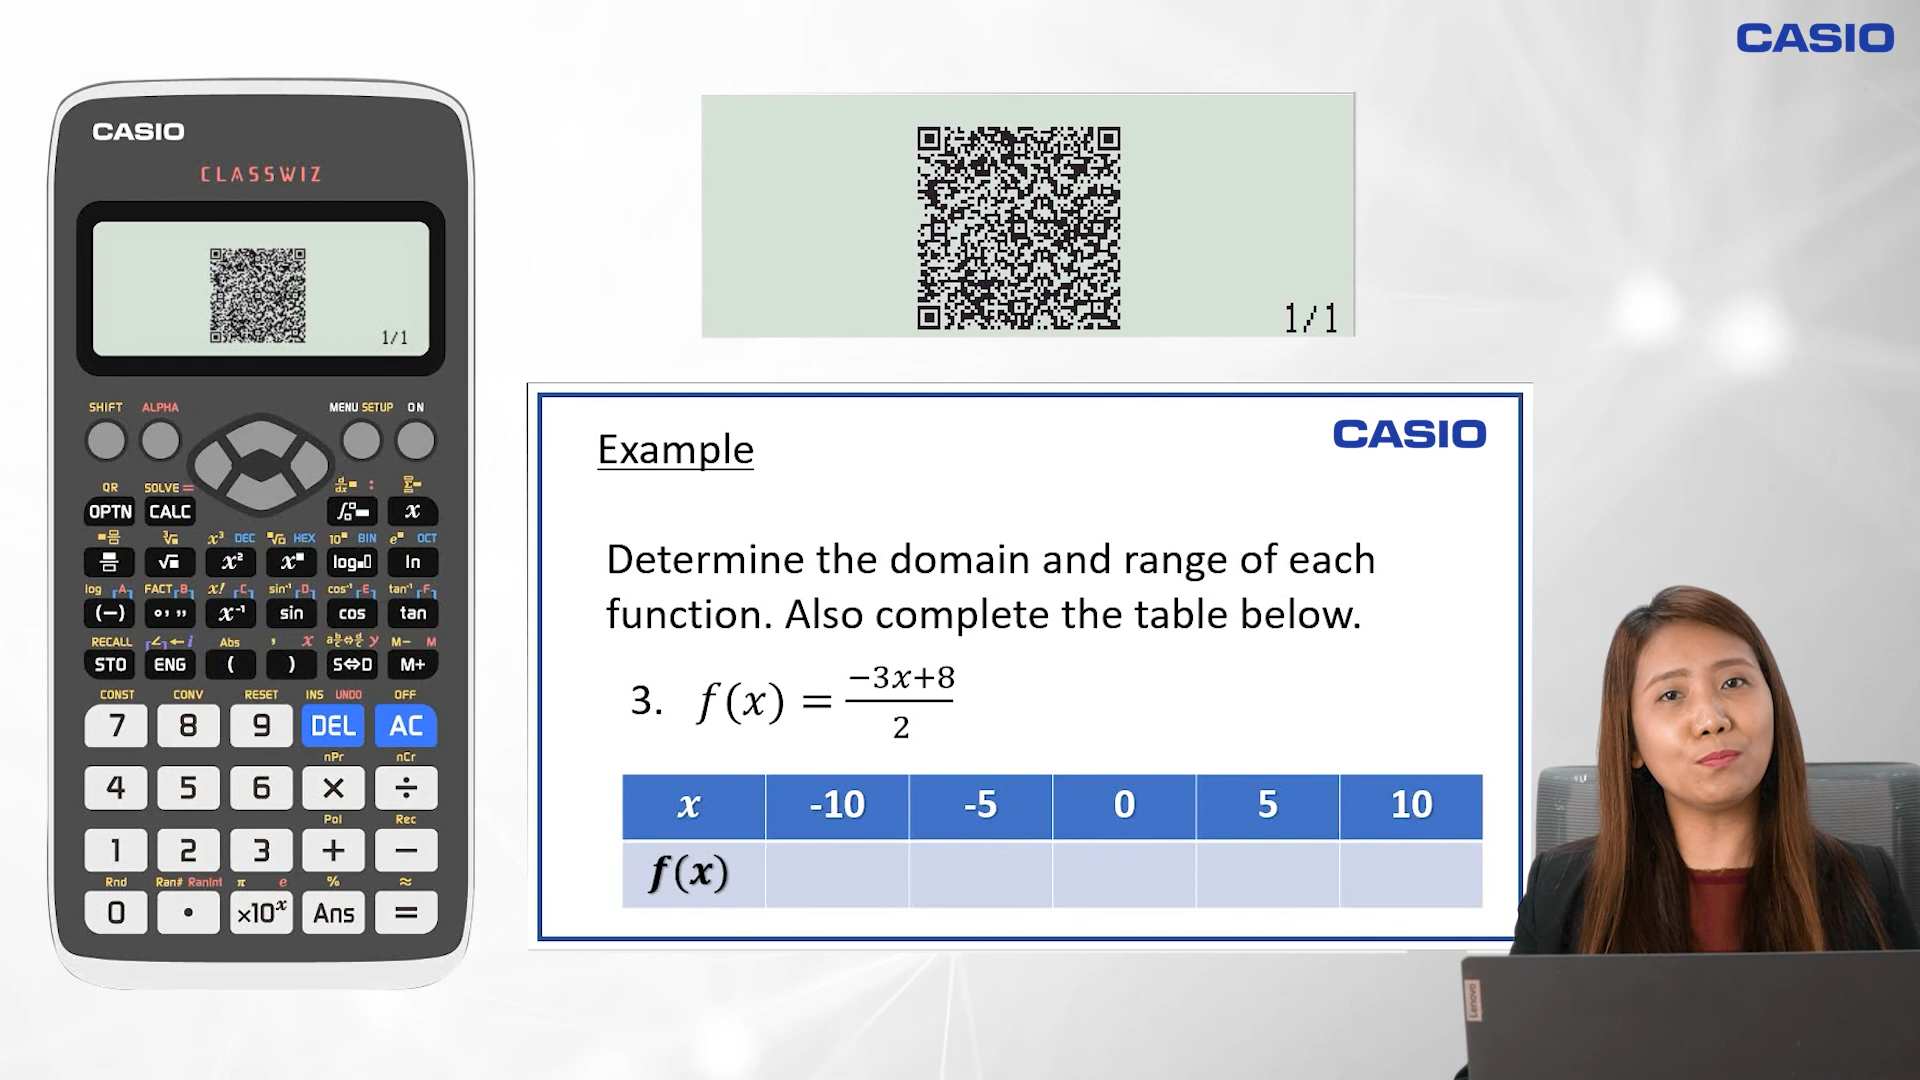 CASIO
CASIO
CLASSWIZ
1/1
1/1
SHIFT ALPHA MENU SETUP ON
QR SOLVE = d/dx▪ : Σ▪
OPTN CALC ∫▪ x
▪▪/▪ ³√▪ x³ DEC ▪√▪ HEX 10▪ BIN e▪ OCT
▪/▪ √▪ x² x▪ log▪▯ ln
log A FACT B x! C sin⁻¹ D cos⁻¹ E tan⁻¹ F
(−) °’ ” x⁻¹ sin cos tan
RECALL ∠ ← i Abs , x a b/c⇔d/c y M− M
STO ENG ( ) S⇔D M+
CONST CONV RESET INS UNDO OFF
7 8 9 DEL AC
nPr nCr
4 5 6 × ÷
Pol Rec
1 2 3 + −
Rnd Ran# RanInt π e % ≈
0 • ×10ˣ Ans =
CASIO
Example
Determine the domain and range of each
function. Also complete the table below.
3. f(x) = −3x+8
2
x -10 -5 0 5 10
f(x)
Lenovo